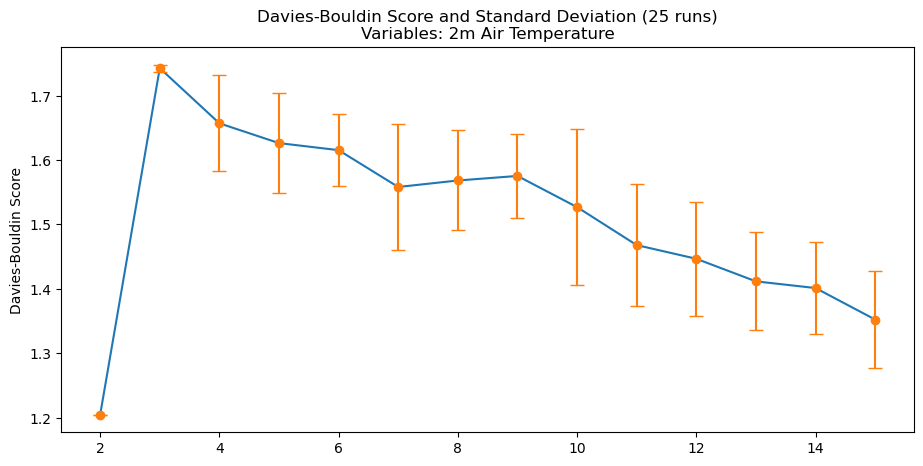 Davies-Bouldin Score and Standard Deviation (25 runs)
Variables: 2m Air Temperature
Davies-Bouldin Score
1.7
1.6
1.5
1.4
1.3
1.2
2 4 6 8 10 12 14